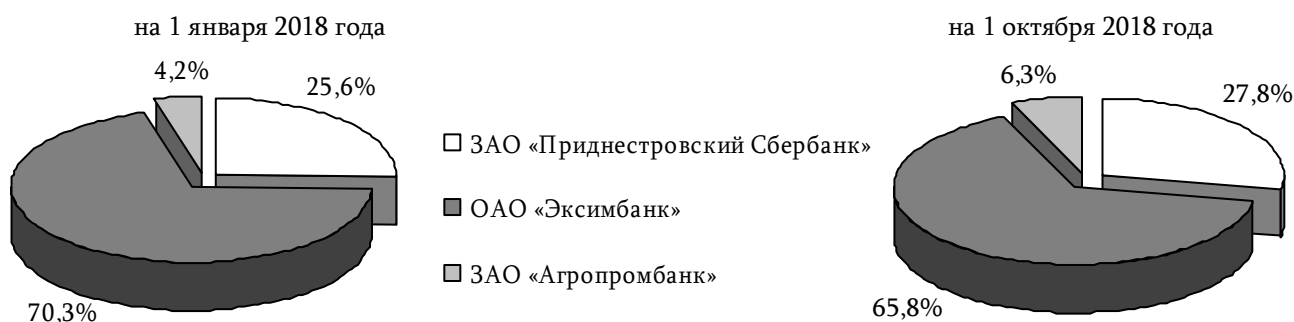 на 1 января 2018 года
4,2%
25,6%
70,3%
ЗАО «Приднестровский Сбербанк»
ОАО «Эксимбанк»
ЗАО «Агропромбанк»
на 1 октября 2018 года
6,3%
27,8%
65,8%